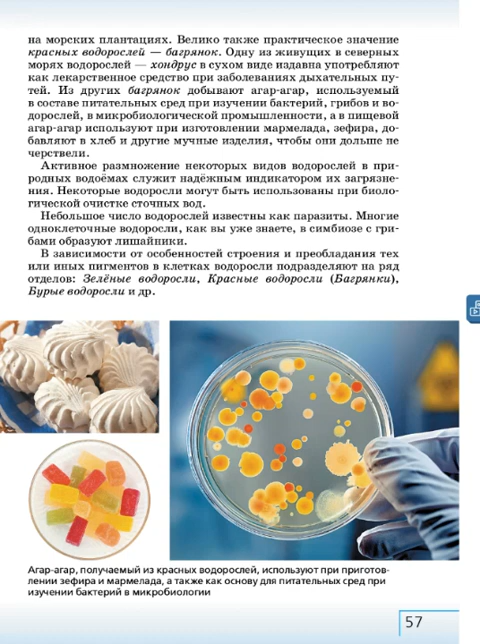 на морских плантациях. Велико также практическое значение
красных водорослей — багрянок. Одну из живущих в северных
морях водорослей — хондрус в сухом виде издавна употребляют
как лекарственное средство при заболеваниях дыхательных пу-
тей. Из других багрянок добывают агар-агар, используемый
в составе питательных сред при изучении бактерий, грибов и во-
дорослей, в микробиологической промышленности, а в пищевой
агар-агар используют при изготовлении мармелада, зефира, до-
бавляют в хлеб и другие мучные изделия, чтобы они дольше не
черствели.
Активное размножение некоторых видов водорослей в при-
родных водоёмах служит надёжным индикатором их загрязне-
ния. Некоторые водоросли могут быть использованы при биоло-
гической очистке сточных вод.
Небольшое число водорослей известны как паразиты. Многие
одноклеточные водоросли, как вы уже знаете, в симбиозе с гри-
бами образуют лишайники.
В зависимости от особенностей строения и преобладания тех
или иных пигментов в клетках водоросли подразделяют на ряд
отделов: Зелёные водоросли, Красные водоросли (Багрянки),
Бурые водоросли и др.
Агар-агар, получаемый из красных водорослей, используют при приготов-
лении зефира и мармелада, а также как основу для питательных сред при
изучении бактерий в микробиологии
57